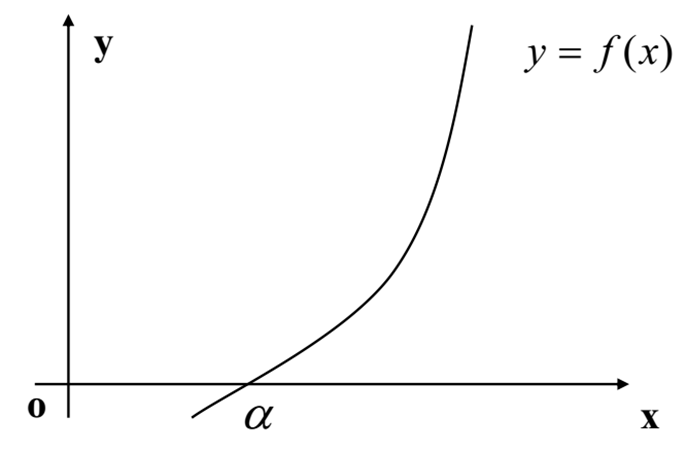 y
y = f(x)
o
α
x